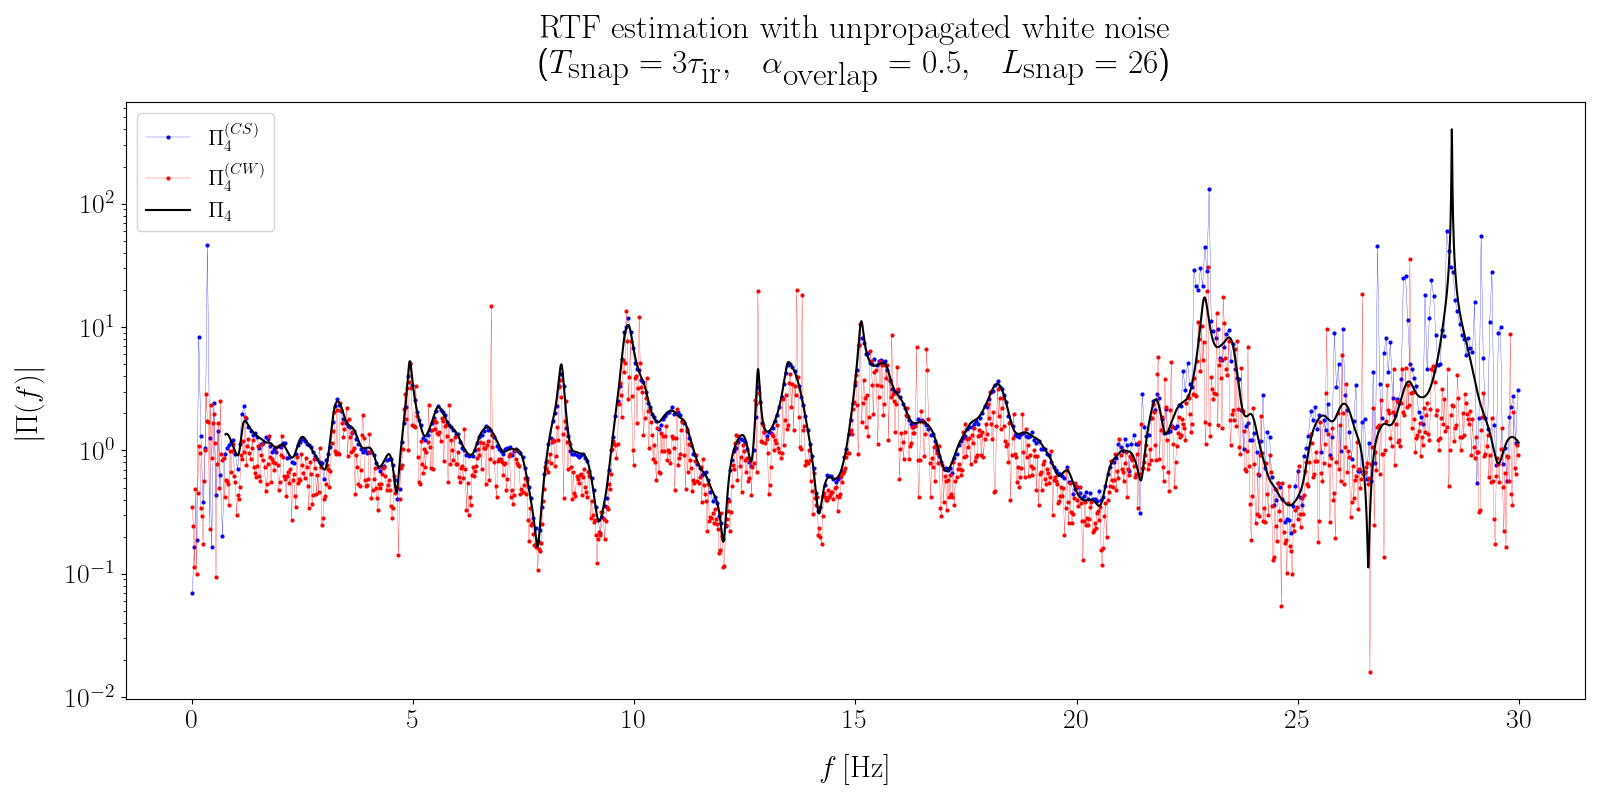 RTF estimation with unpropagated white noise
(T_snap = 3τ_ir, α_overlap = 0.5, L_snap = 26)
Π_4^(CS)
Π_4^(CW)
Π_4
|Π(f)|
10^2
10^1
10^0
10^−1
10^−2
0 5 10 15 20 25 30
f [Hz]